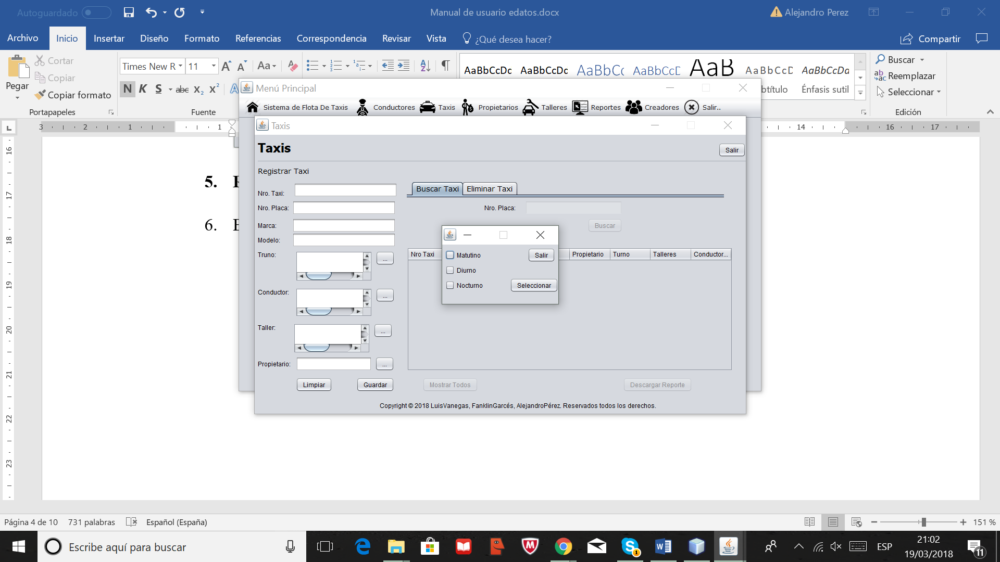 Autoguardado
Manual de usuario edatos.docx
Alejandro Perez
Archivo Inicio Insertar Diseño Formato Referencias Correspondencia Revisar Vista ¿Qué desea hacer? Compartir
Pegar
Cortar
Copiar
Copiar formato
Portapapeles
Times New R 11
Aa
N K S abc X₂ X²
Fuente
AaBbCcDc AaBbCcDc AaBbCc AaBbCcD AaB AaBbCcD AaBbCcDa
btítulo Énfasis sutil
Buscar
Reemplazar
Seleccionar
Edición
Menú Principal
Sistema de Flota De Taxis Conductores Taxis Propietarios Talleres Reportes Creadores Salir..
3 2 1 1 14 16 17
Taxis
Taxis
Salir
Registrar Taxi
Nro. Taxi:
Nro. Placa:
Marca:
Modelo:
Truno: ...
Conductor: ...
Taller: ...
Propietario: ...
Limpiar Guardar
Buscar Taxi Eliminar Taxi
Nro. Placa:
Buscar
Nro Taxi Propietario Turno Talleres Conductor...
Matutino Salir
Diurno
Nocturno Seleccionar
Mostrar Todos Descargar Reporte
Copyright © 2018 LuisVanegas, FanklinGarcés, AlejandroPérez. Reservados todos los derechos.
5.
6.
16
17
18
19
20
21
22
23
Página 4 de 10 731 palabras Español (España) 151 %
Escribe aquí para buscar
1
ESP
21:02
19/03/2018
11